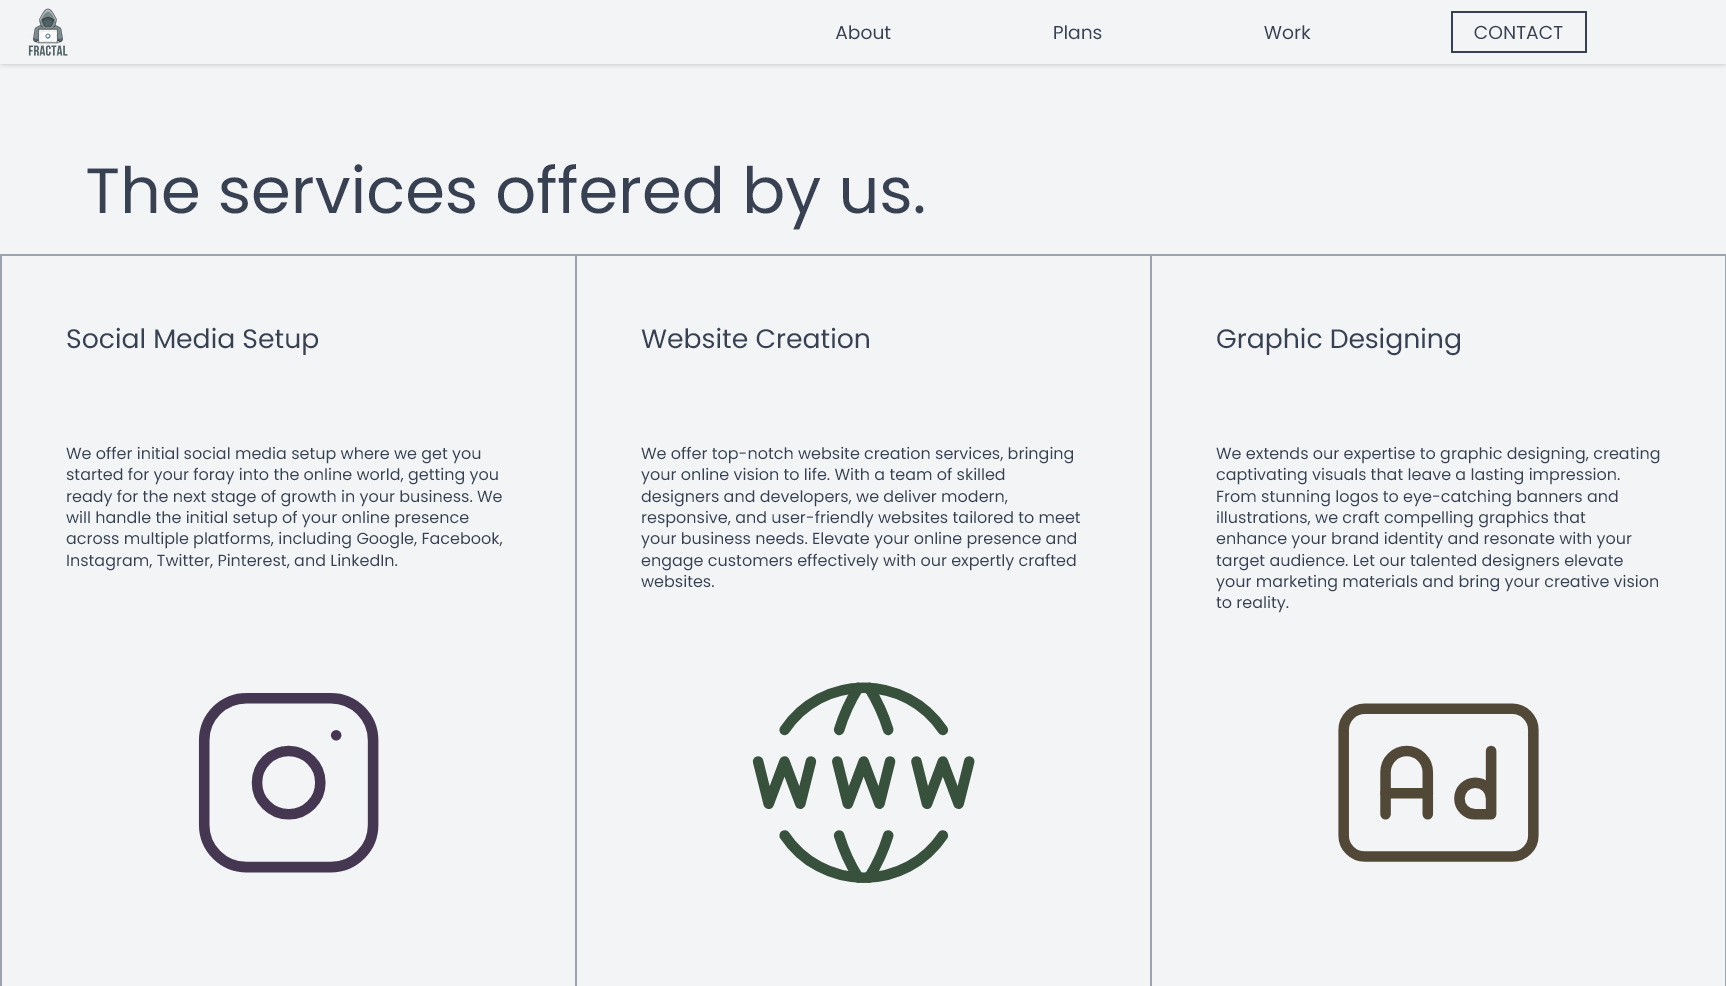 FRACTAL
About
Plans
Work
CONTACT
The services offered by us.
Social Media Setup
We offer initial social media setup where we get you
started for your foray into the online world, getting you
ready for the next stage of growth in your business. We
will handle the initial setup of your online presence
across multiple platforms, including Google, Facebook,
Instagram, Twitter, Pinterest, and LinkedIn.
Website Creation
We offer top-notch website creation services, bringing
your online vision to life. With a team of skilled
designers and developers, we deliver modern,
responsive, and user-friendly websites tailored to meet
your business needs. Elevate your online presence and
engage customers effectively with our expertly crafted
websites.
WWW
Graphic Designing
We extends our expertise to graphic designing, creating
captivating visuals that leave a lasting impression.
From stunning logos to eye-catching banners and
illustrations, we craft compelling graphics that
enhance your brand identity and resonate with your
target audience. Let our talented designers elevate
your marketing materials and bring your creative vision
to reality.
Ad